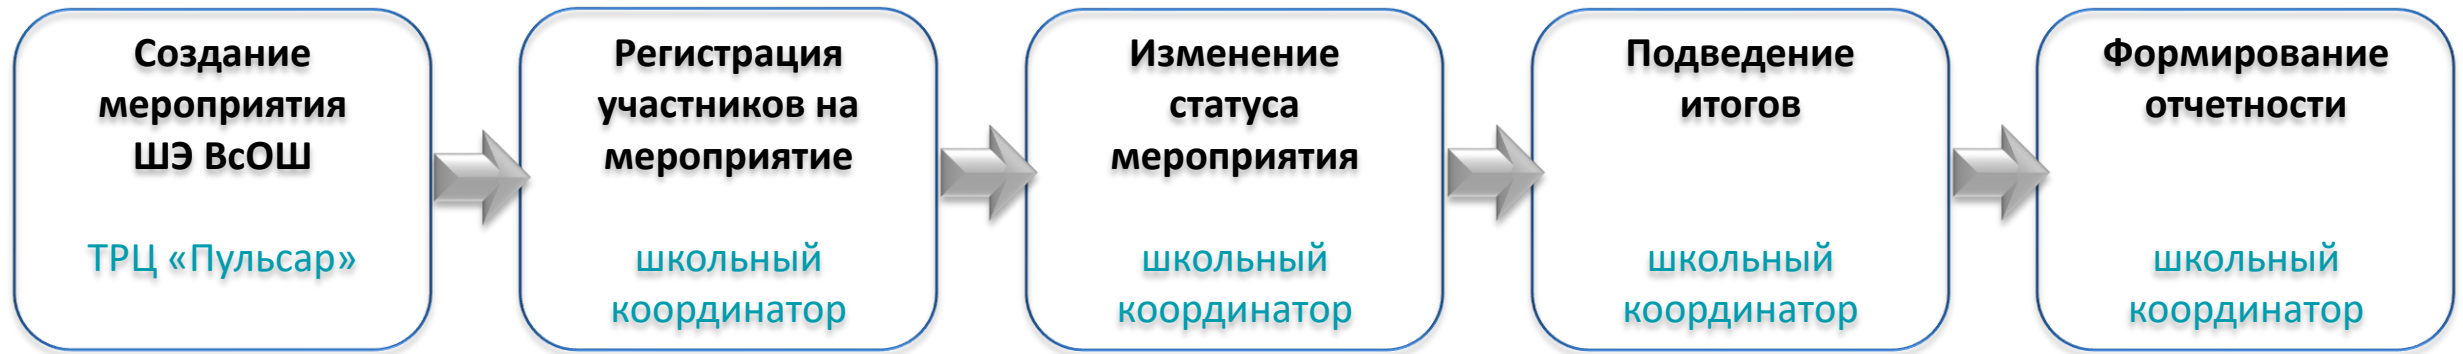 Создание
мероприятия
ШЭ ВсОШ
ТРЦ «Пульсар»
Регистрация
участников на
мероприятие
школьный
координатор
Изменение
статуса
мероприятия
школьный
координатор
Подведение
итогов
школьный
координатор
Формирование
отчетности
школьный
координатор